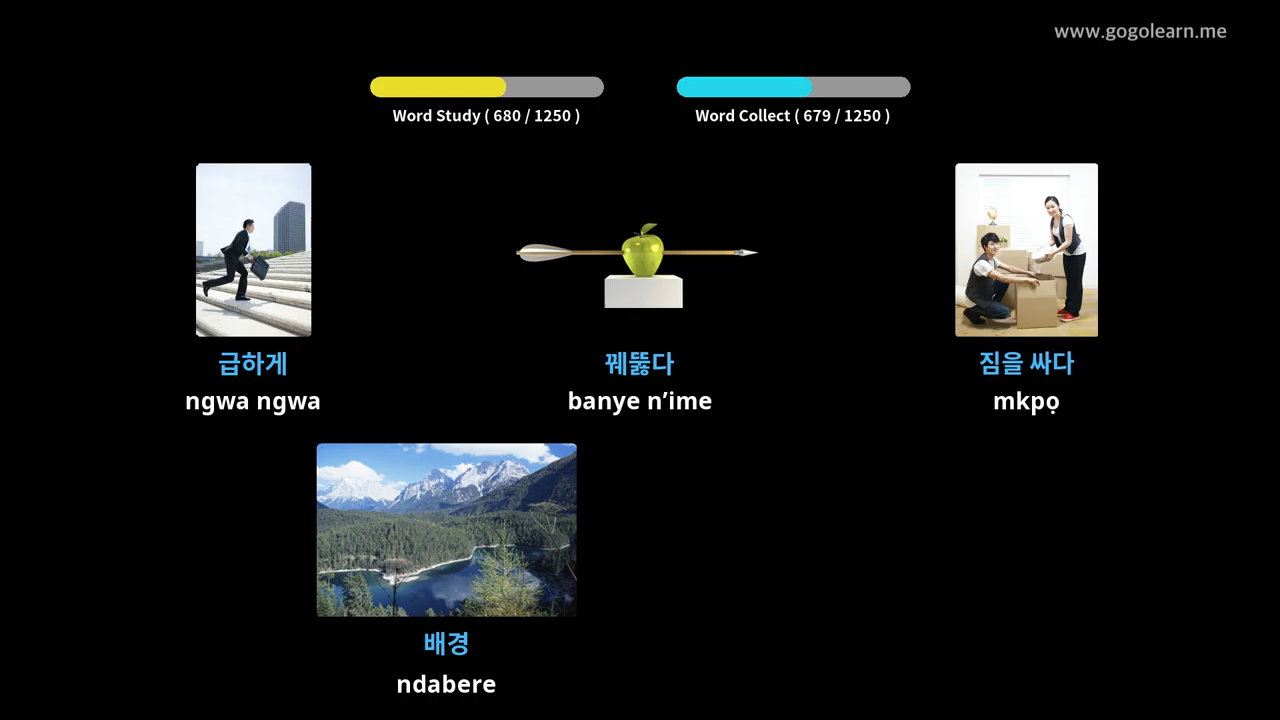 www.gogolearn.me
Word Study ( 680 / 1250 )
Word Collect ( 679 / 1250 )
급하게
ngwa ngwa
꿰뚫다
banye n’ime
짐을 싸다
mkpọ
배경
ndabere